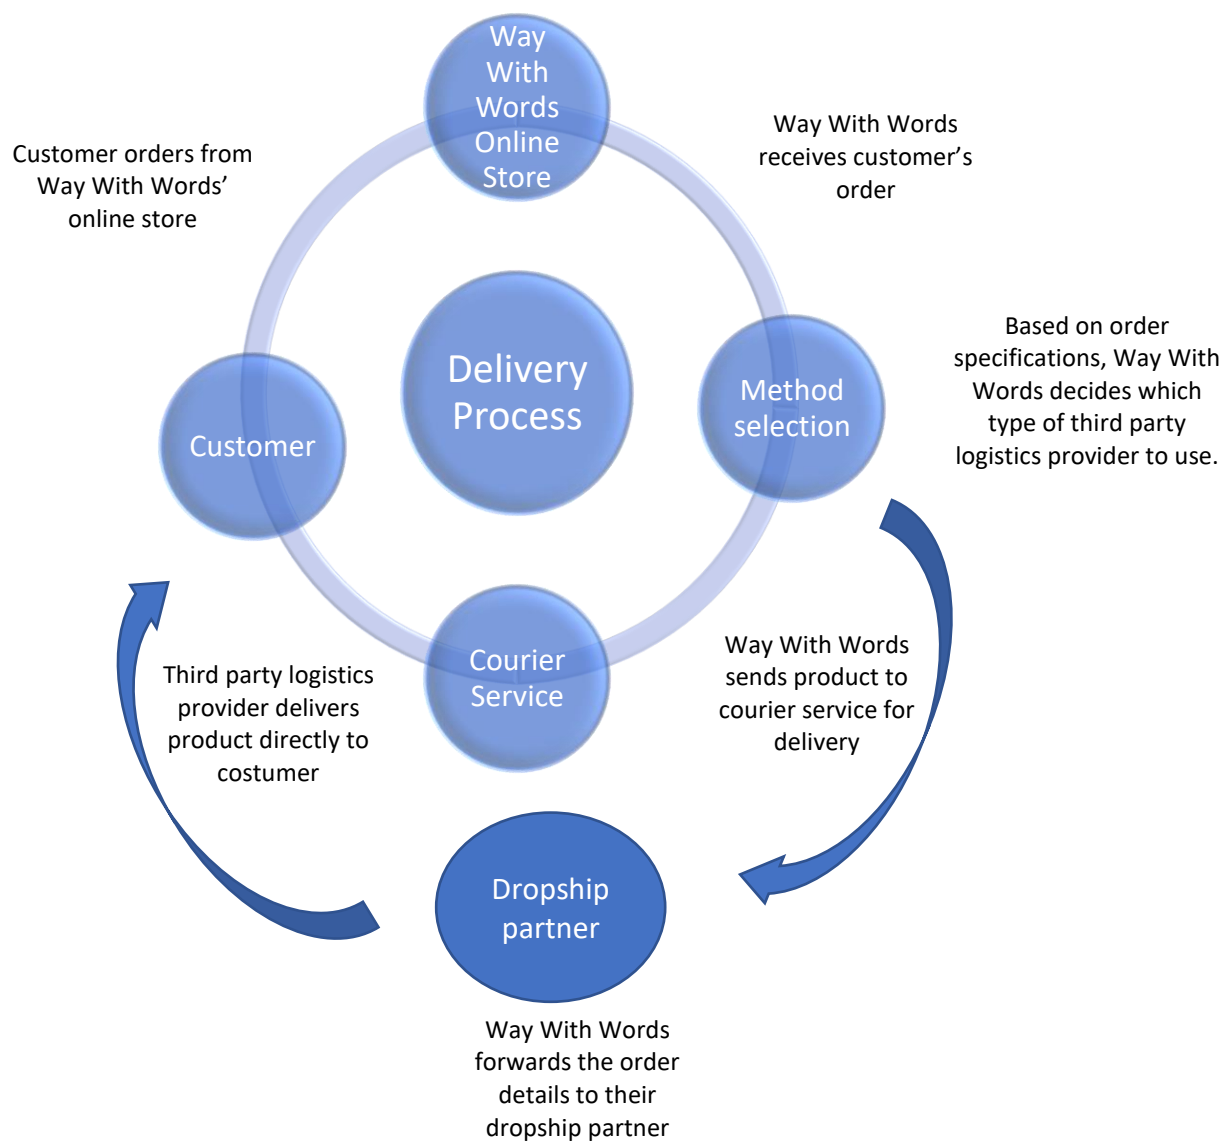 Way
With
Words
Online
Store
Customer orders from
Way With Words’
online store
Way With Words
receives customer’s
order
Delivery
Process
Method
selection
Based on order
specifications, Way With
Words decides which
type of third party
logistics provider to use.
Customer
Courier
Service
Way With Words
sends product to
courier service for
delivery
Third party logistics
provider delivers
product directly to
costumer
Dropship
partner
Way With Words
forwards the order
details to their
dropship partner